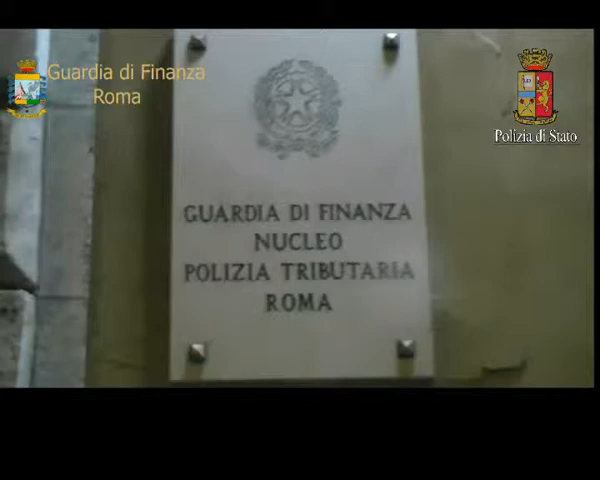 Guardia di Finanza
Roma
Polizia di Stato
GUARDIA DI FINANZA
NUCLEO
POLIZIA TRIBUTARIA
ROMA